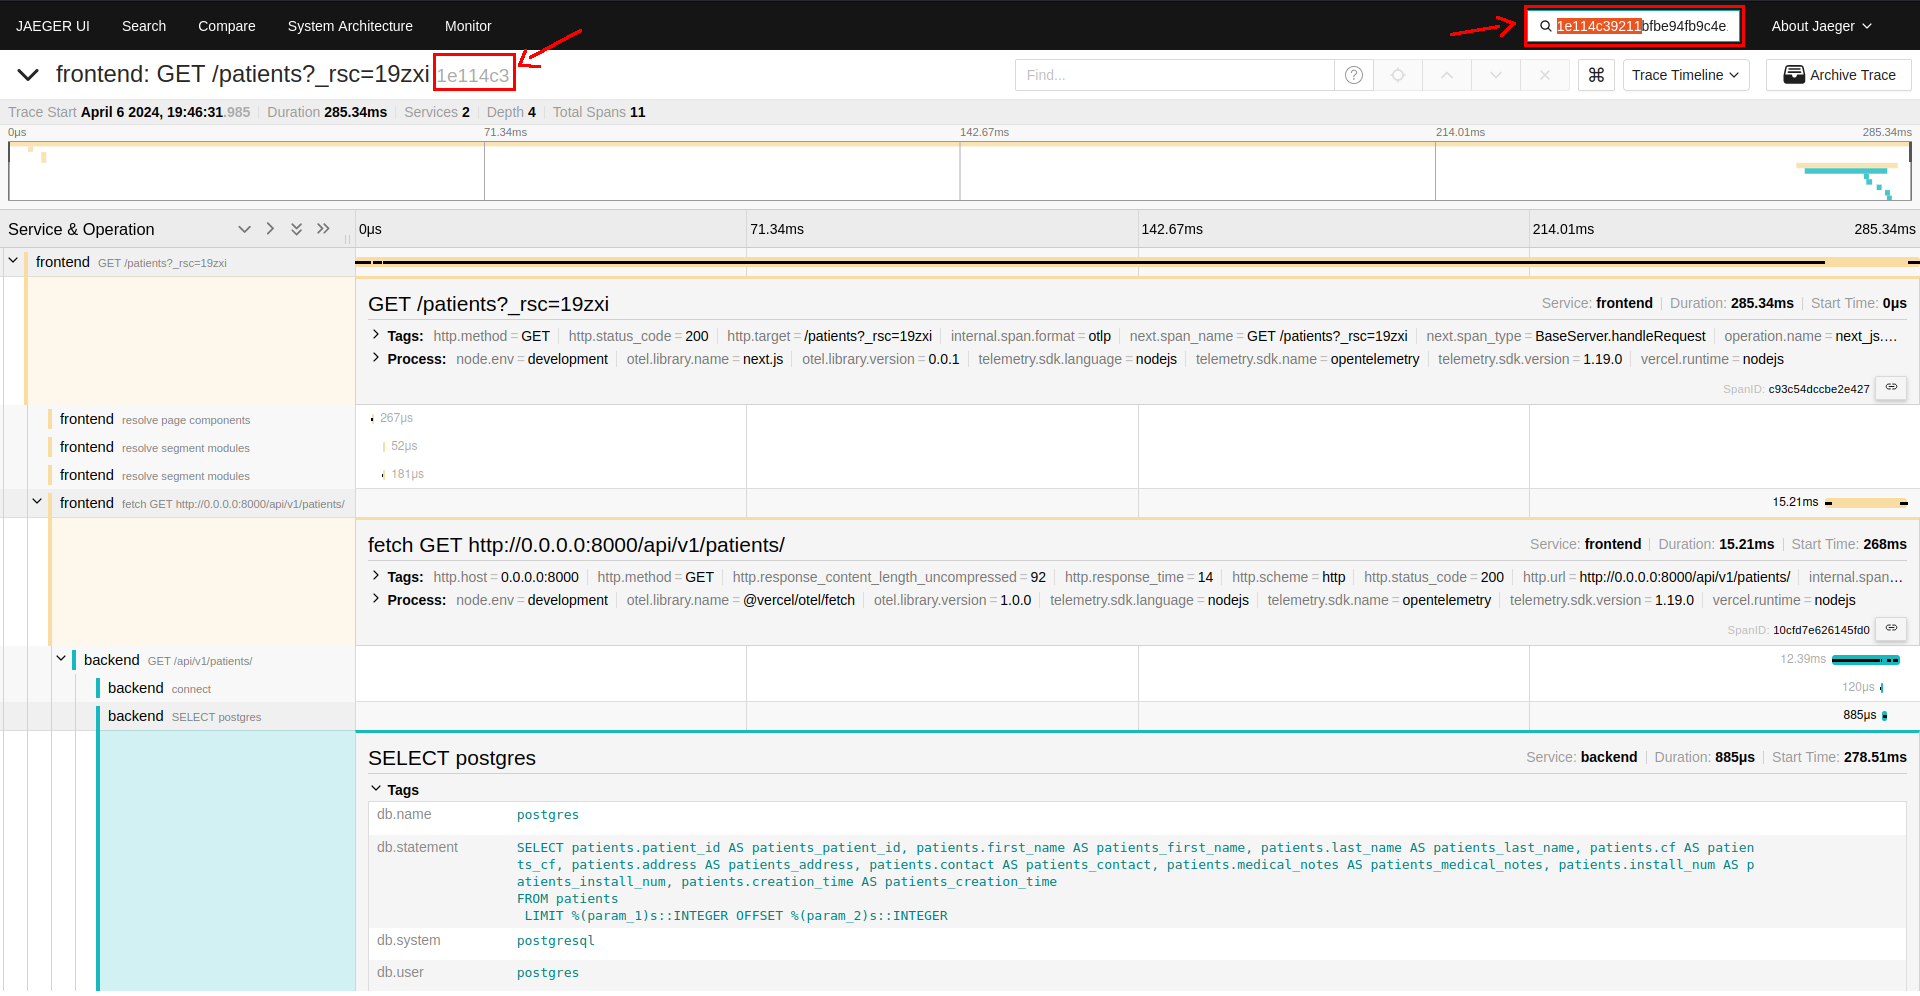 JAEGER UI Search Compare System Architecture Monitor 1e114c39211bfbe94fb9c4e About Jaeger
frontend: GET /patients?_rsc=19zxi 1e114c3 Find... ? ⌘ Trace Timeline Archive Trace
Trace Start April 6 2024, 19:46:31.985 Duration 285.34ms Services 2 Depth 4 Total Spans 11
0μs 71.34ms 142.67ms 214.01ms 285.34ms
Service & Operation 0μs 71.34ms 142.67ms 214.01ms 285.34ms
frontend GET /patients?_rsc=19zxi
GET /patients?_rsc=19zxi Service: frontend Duration: 285.34ms Start Time: 0μs
Tags: http.method = GET http.status_code = 200 http.target = /patients?_rsc=19zxi internal.span.format = otlp next.span_name = GET /patients?_rsc=19zxi next.span_type = BaseServer.handleRequest operation.name = next_js....
Process: node.env = development otel.library.name = next.js otel.library.version = 0.0.1 telemetry.sdk.language = nodejs telemetry.sdk.name = opentelemetry telemetry.sdk.version = 1.19.0 vercel.runtime = nodejs
SpanID: c93c54dccbe2e427
frontend resolve page components 267μs
frontend resolve segment modules 52μs
frontend resolve segment modules 181μs
frontend fetch GET http://0.0.0.0:8000/api/v1/patients/ 15.21ms
fetch GET http://0.0.0.0:8000/api/v1/patients/ Service: frontend Duration: 15.21ms Start Time: 268ms
Tags: http.host = 0.0.0.0:8000 http.method = GET http.response_content_length_uncompressed = 92 http.response_time = 14 http.scheme = http http.status_code = 200 http.url = http://0.0.0.0:8000/api/v1/patients/ internal.span...
Process: node.env = development otel.library.name = @vercel/otel/fetch otel.library.version = 1.0.0 telemetry.sdk.language = nodejs telemetry.sdk.name = opentelemetry telemetry.sdk.version = 1.19.0 vercel.runtime = nodejs
SpanID: 10cfd7e626145fd0
backend GET /api/v1/patients/ 12.39ms
backend connect 120μs
backend SELECT postgres 885μs
SELECT postgres Service: backend Duration: 885μs Start Time: 278.51ms
Tags
db.name postgres
db.statement SELECT patients.patient_id AS patients_patient_id, patients.first_name AS patients_first_name, patients.last_name AS patients_last_name, patients.cf AS patien
ts_cf, patients.address AS patients_address, patients.contact AS patients_contact, patients.medical_notes AS patients_medical_notes, patients.install_num AS p
atients_install_num, patients.creation_time AS patients_creation_time
FROM patients
LIMIT %(param_1)s::INTEGER OFFSET %(param_2)s::INTEGER
db.system postgresql
db.user postgres